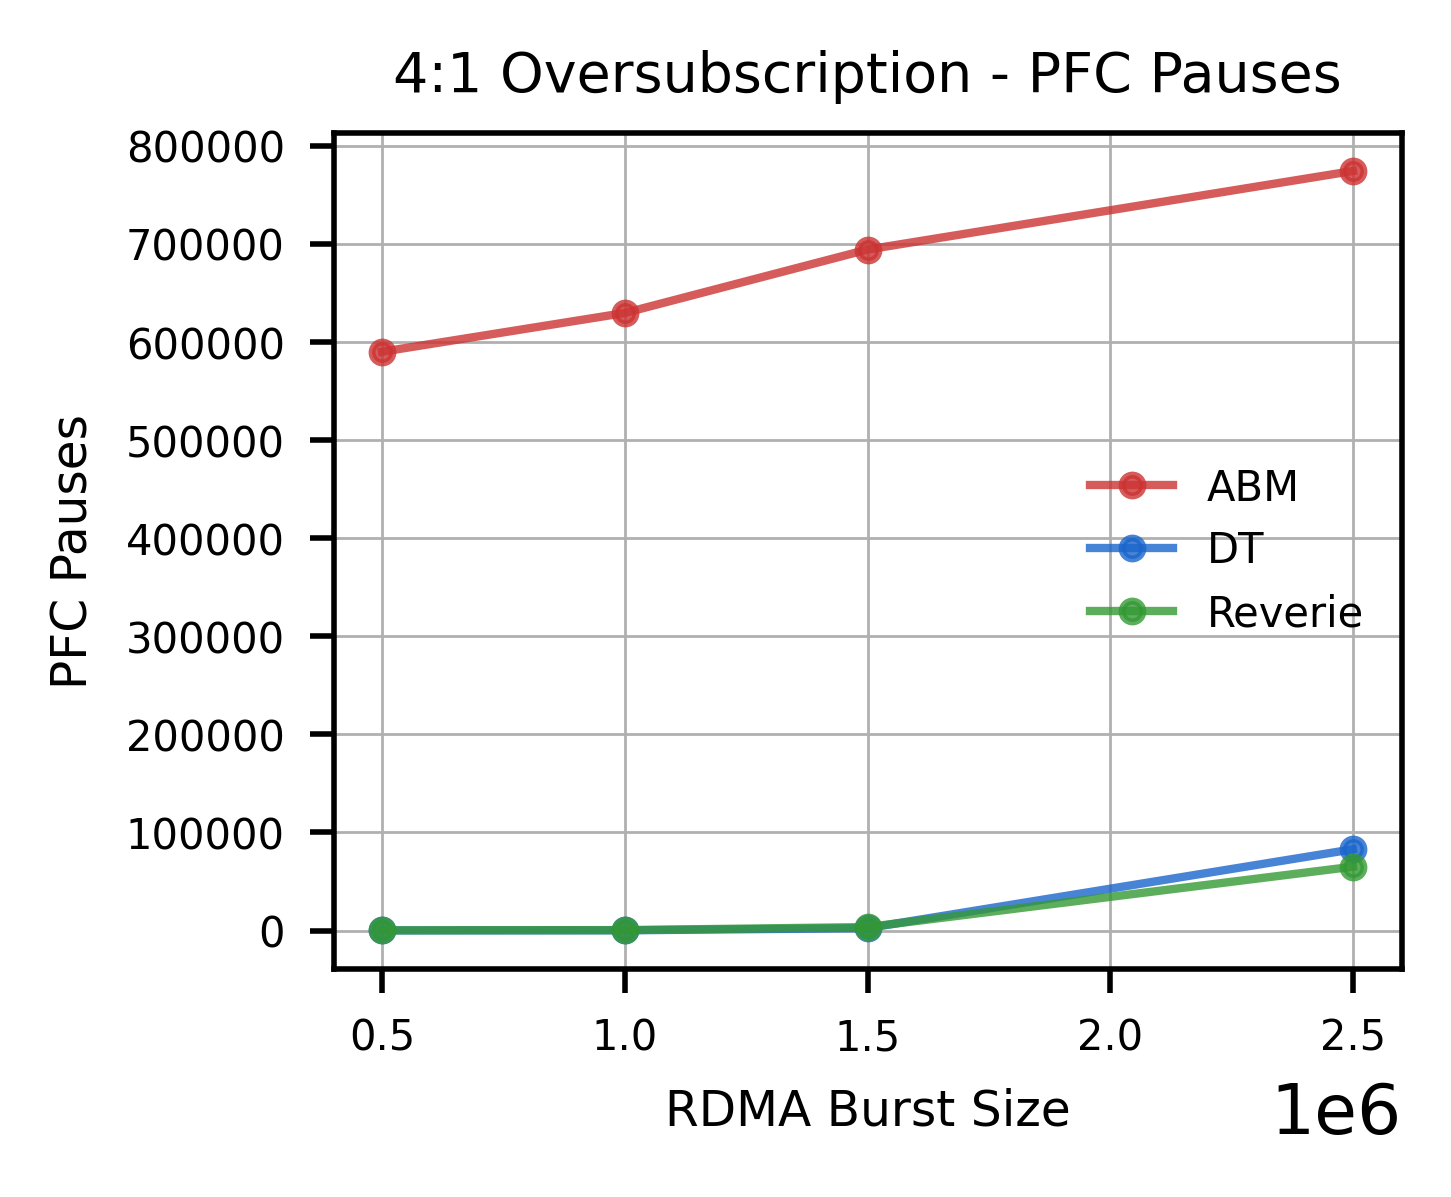 4:1 Oversubscription - PFC Pauses
800000
700000
600000
500000
400000
300000
200000
100000
0
PFC Pauses
ABM
DT
Reverie
0.5 1.0 1.5 2.0 2.5
RDMA Burst Size
1e6